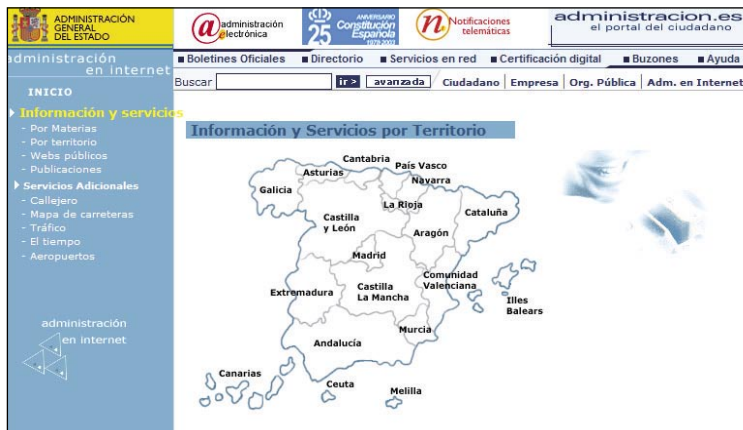 ADMINISTRACIÓN
GENERAL
DEL ESTADO
administración
electrónica
ANIVERSARIO
25 Constitución
Española
1978 2003
Notificaciones
telemáticas
administracion.es
el portal del ciudadano
administración
en internet
Boletines Oficiales Directorio Servicios en red Certificación digital Buzones Ayuda
Buscar ir> avanzada Ciudadano Empresa Org. Pública Adm. en Internet
INICIO
Información y servicios
- Por Materias
- Por territorio
- Webs públicos
- Publicaciones
Servicios Adicionales
- Callejero
- Mapa de carreteras
- Tráfico
- El tiempo
- Aeropuertos
administración
en internet
Información y Servicios por Territorio
Cantabria
País Vasco
Asturias
Navarra
Galicia
La Rioja
Cataluña
Castilla
y León
Aragón
Madrid
Comunidad
Valenciana
Extremadura
Castilla
La Mancha
Illes
Balears
Murcia
Andalucía
Canarias
Ceuta
Melilla